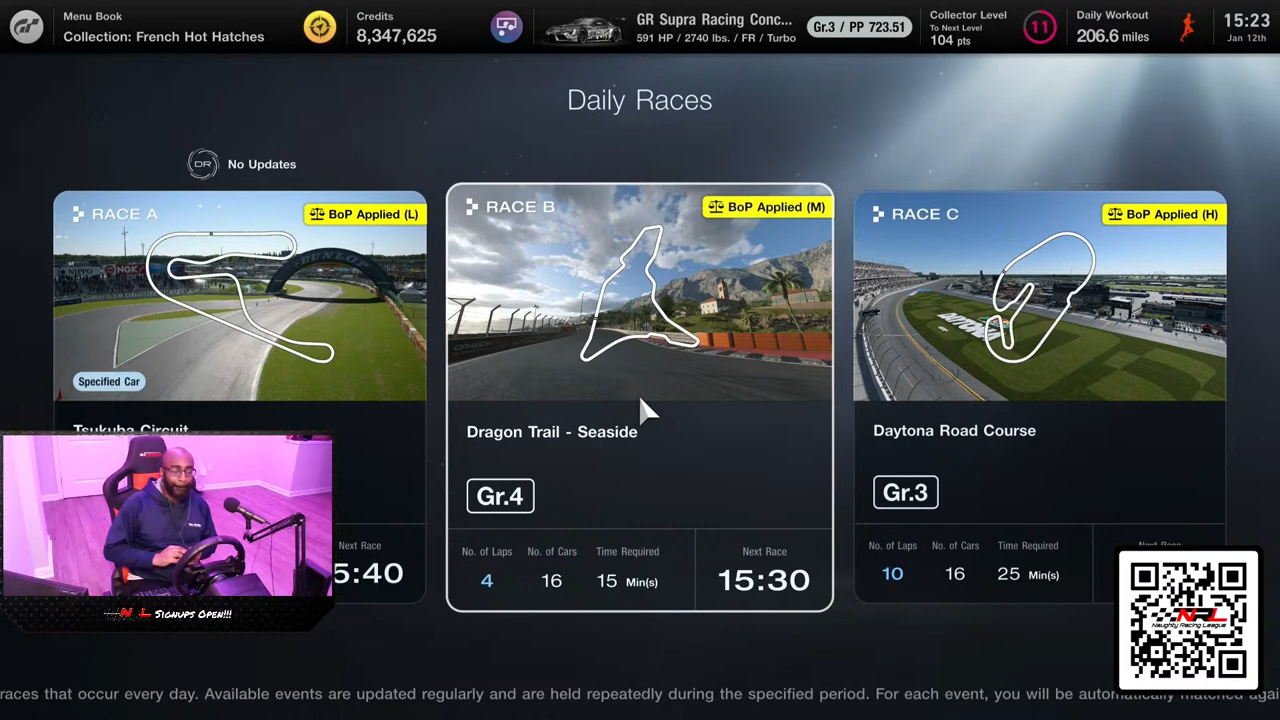 Menu Book
Collection: French Hot Hatches
Credits
8,347,625
GR Supra Racing Conc...
591 HP / 2740 lbs. / FR / Turbo
Gr.3 / PP 723.51
Collector Level
To Next Level
104 pts
11
Daily Workout
206.6 miles
15:23
Jan 12th
Daily Races
DR No Updates
RACE A
BoP Applied (L)
Specified Car
Tsukuba Circuit
Next Race
5:40
RACE B
BoP Applied (M)
Dragon Trail - Seaside
Gr.4
No. of Laps No. of Cars Time Required Next Race
4 16 15 Min(s) 15:30
RACE C
BoP Applied (H)
Daytona Road Course
Gr.3
No. of Laps No. of Cars Time Required Next Race
10 16 25 Min(s)
NRL Signups Open!!!
NRL
Naughty Racing League
races that occur every day. Available events are updated regularly and are held repeatedly during the specified period. For each event, you will be automatically matched agai